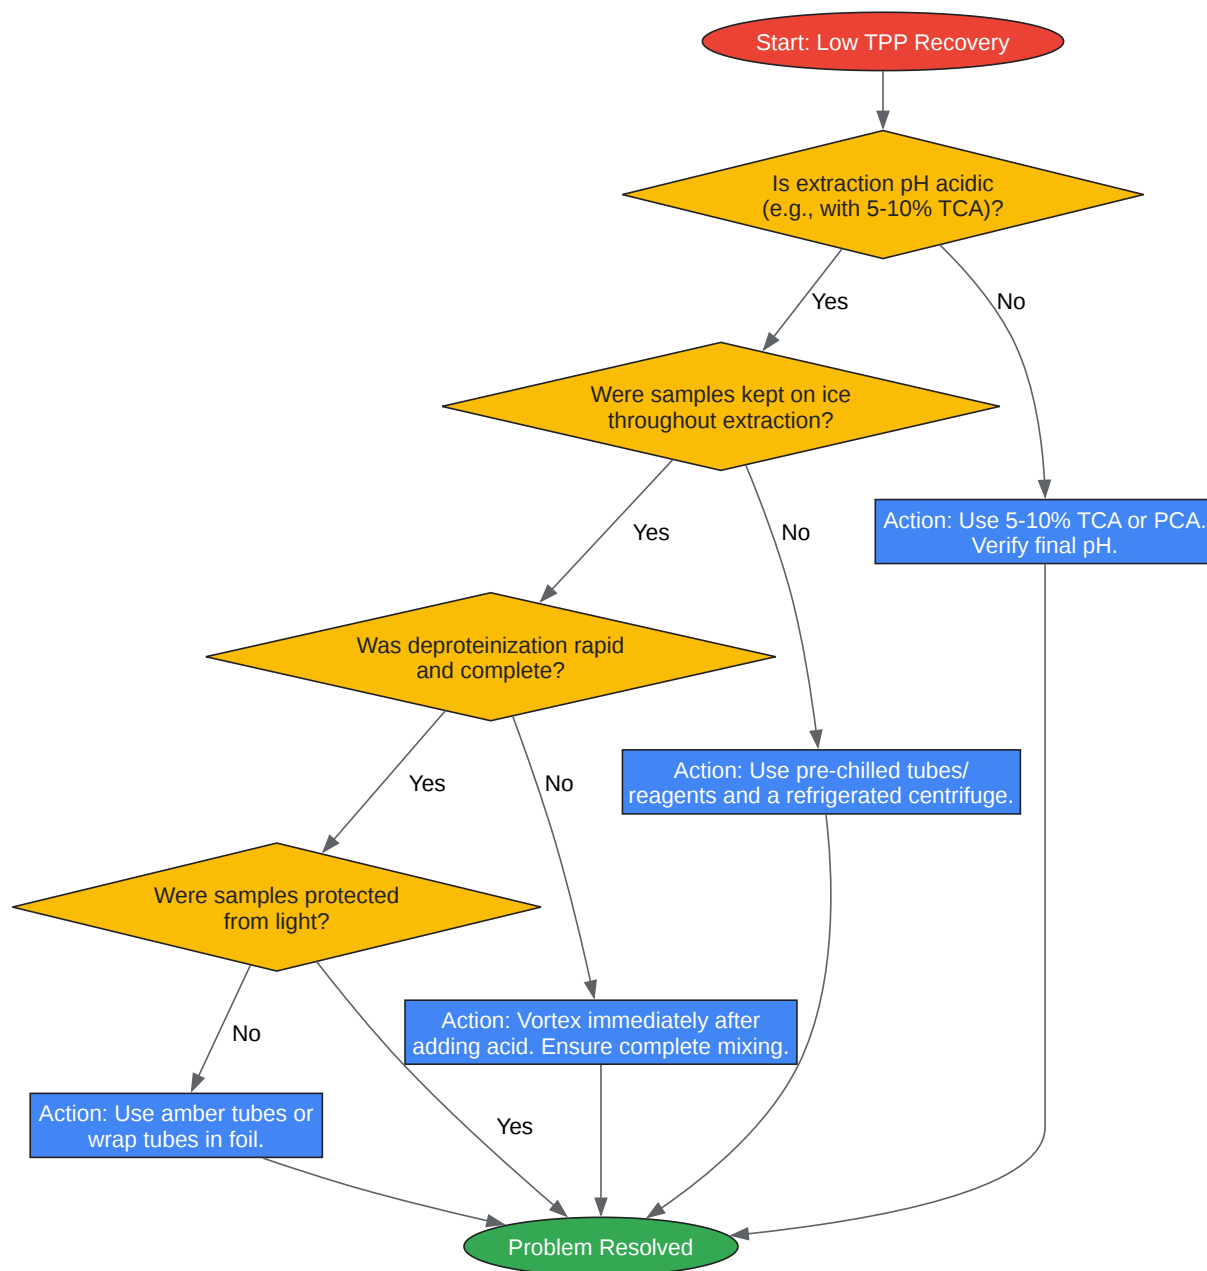 Start: Low TPP Recovery
Is extraction pH acidic
(e.g., with 5-10% TCA)?
Yes
No
Were samples kept on ice
throughout extraction?
Action: Use 5-10% TCA or PCA.
Verify final pH.
Yes
No
Was deproteinization rapid
and complete?
Action: Use pre-chilled tubes/
reagents and a refrigerated centrifuge.
Yes
No
Were samples protected
from light?
Action: Vortex immediately after
adding acid. Ensure complete mixing.
No
Action: Use amber tubes or
wrap tubes in foil.
Yes
Problem Resolved